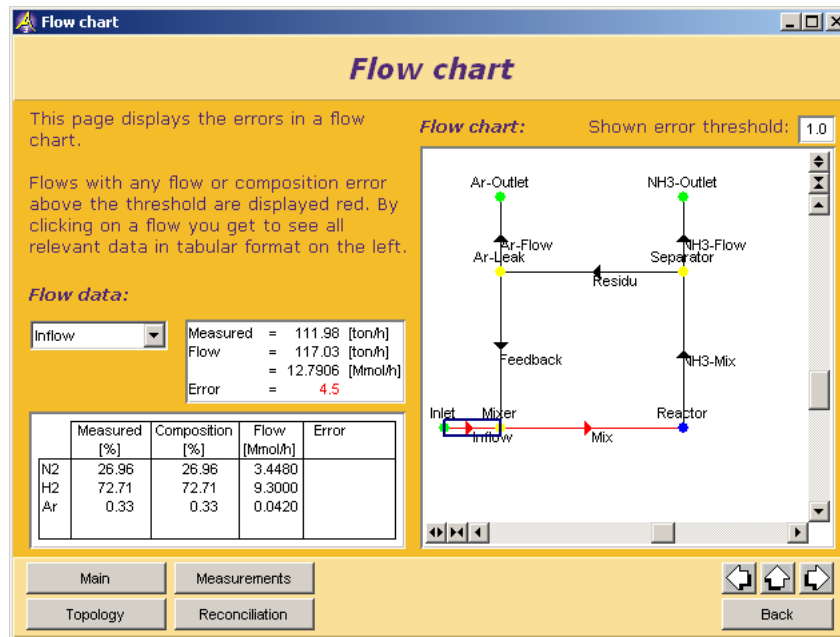 Flow chart
Flow chart
This page displays the errors in a flow
chart.
Flows with any flow or composition error
above the threshold are displayed red. By
clicking on a flow you get to see all
relevant data in tabular format on the left.
Flow data:
Inflow
Measured = 111.98 [ton/h]
Flow = 117.03 [ton/h]
= 12.7906 [Mmol/h]
Error = 4.5
Measured Composition Flow Error
[%] [%] [Mmol/h]
N2 26.96 26.96 3.4480
H2 72.71 72.71 9.3000
Ar 0.33 0.33 0.0420
Flow chart: Shown error threshold: 1.0
Ar-Outlet NH3-Outlet
Ar-Flow NH3-Flow
Ar-Leak Separator
Residu
Feedback NH3-Mix
Inlet Mixer Reactor
Inflow Mix
Main Measurements
Topology Reconciliation Back